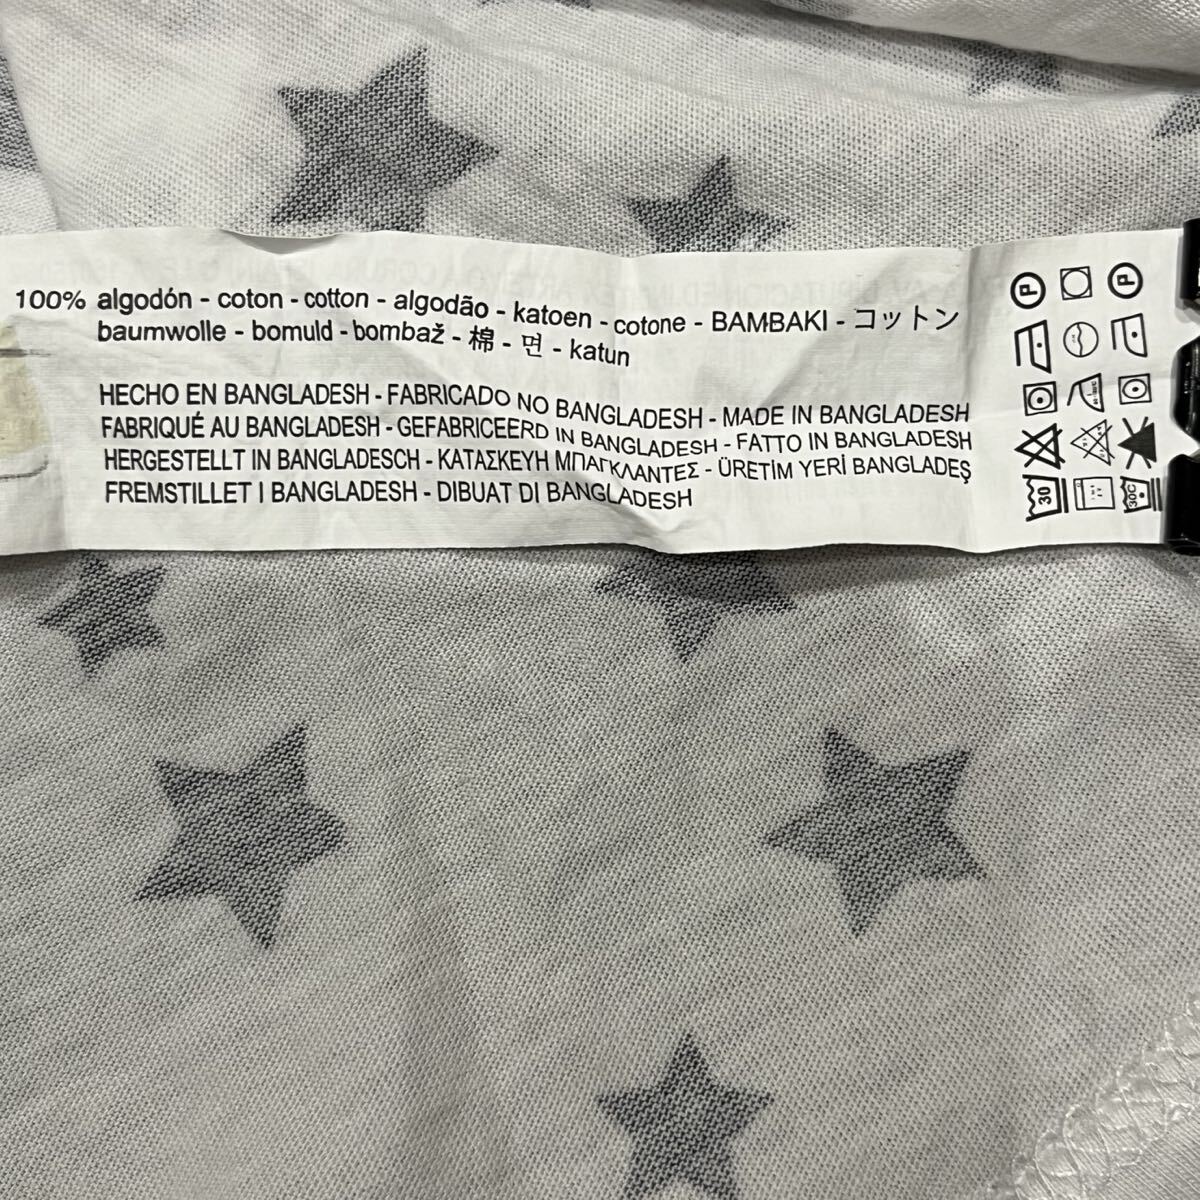 100% algodón - coton - cotton - algodão - katoen - cotone - BAMBAKI - コットン
baumwolle - bomuld - bombaž - 棉 - 면 - katun
HECHO EN BANGLADESH - FABRICADO NO BANGLADESH - MADE IN BANGLADESH
FABRIQUÉ AU BANGLADESH - GEFABRICEERD IN BANGLADESH - FATTO IN BANGLADESH
HERGESTELLT IN BANGLADESCH - ΚΑΤΑΣΚΕΥΗ ΜΠΑΓΚΛΑΝΤΕΣ - ÜRETİM YERİ BANGLADEŞ
FREMSTILLET I BANGLADESH - DIBUAT DI BANGLADESH
P P
30 30C